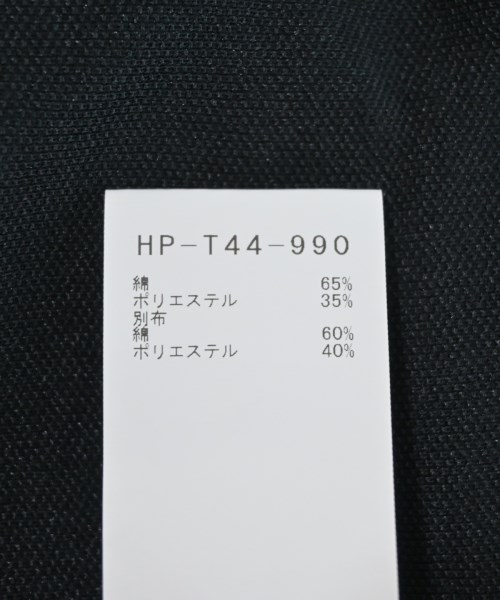 HP-T44-990
綿 65%
ポリエステル 35%
別布
綿 60%
ポリエステル 40%